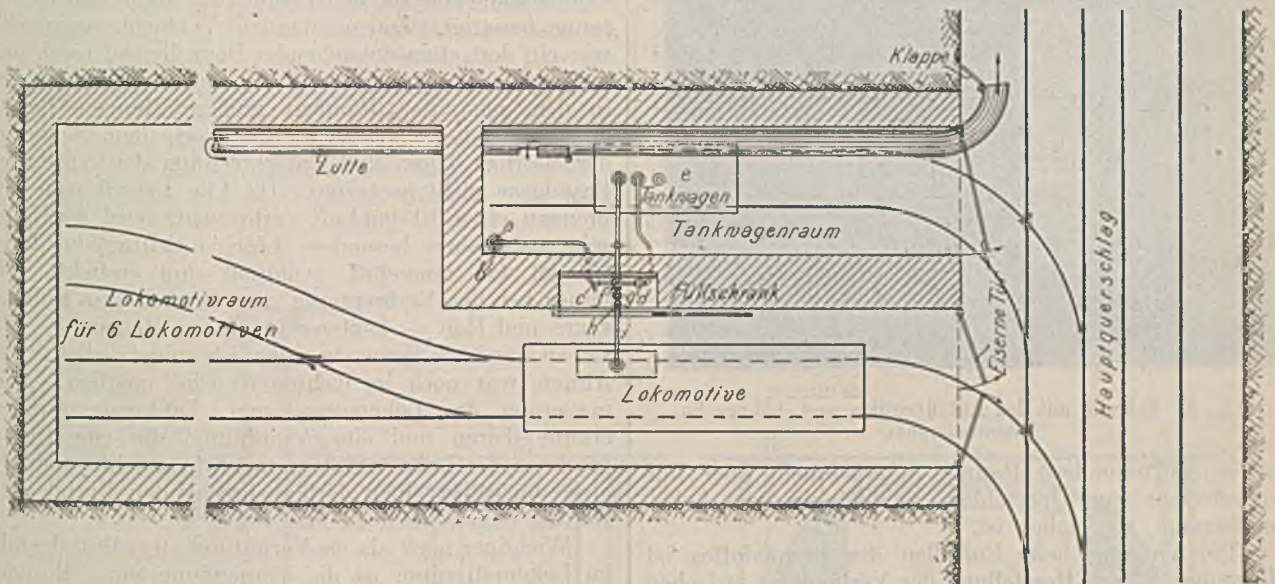 Klappe
Lutte
e
Tankwagen
Tankwagenraum
Füllschrank
c f g d
h
Lokomotivraum
für 6 Lokomotiven
Lokomotive
Eiserne Tür
Hauptquerschlag